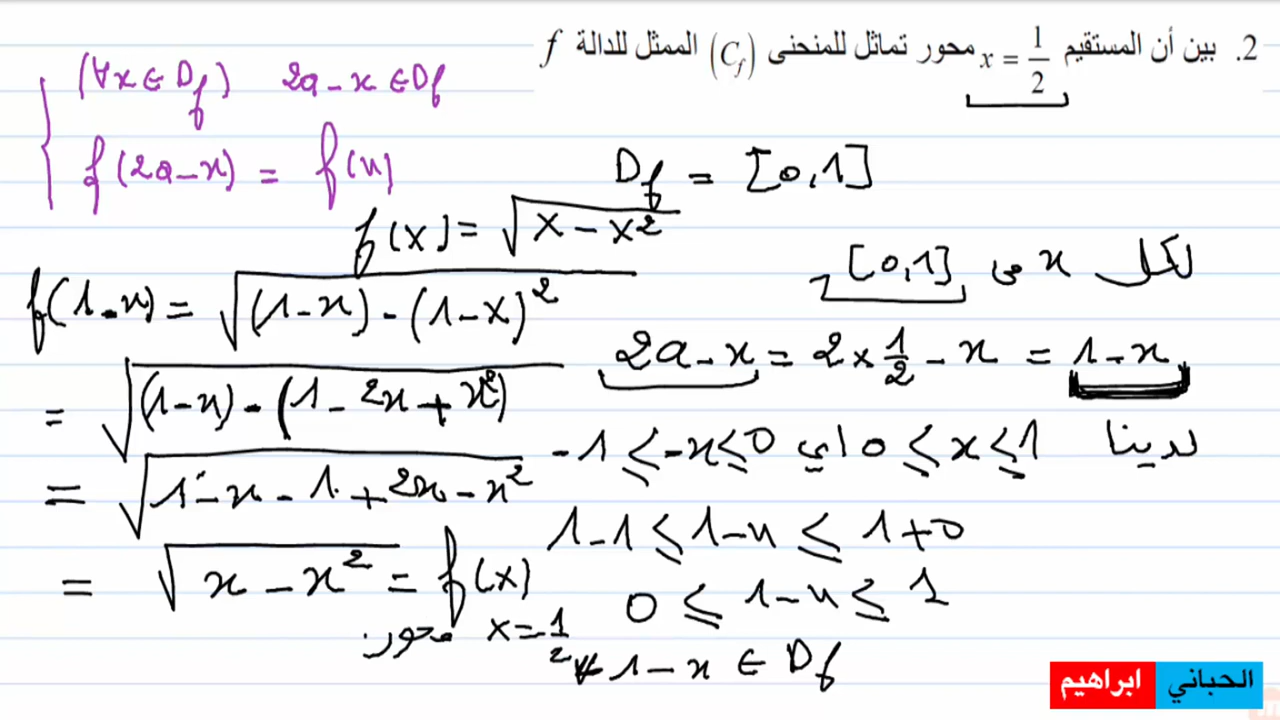 2. بين أن المستقيم x = 1/2 محور تماثل للمنحنى (C_f) الممثل للدالة f
(∀x ∈ D_f) 2a - x ∈ D_f
f(2a - x) = f(x)
D_f = [0,1]
f(x) = √(x - x²)
لكل x من [0,1]
f(1-x) = √((1-x) - (1-x)²)
2a - x = 2 × 1/2 - x = 1 - x
= √((1-x) - (1 - 2x + x²))
لدينا 0 ≤ x ≤ 1 اي -1 ≤ -x ≤ 0
= √(1 - x - 1 + 2x - x²)
1 - 1 ≤ 1 - x ≤ 1 + 0
= √(x - x²) = f(x)
0 ≤ 1 - x ≤ 1
x = 1/2 محور
1 - x ∈ D_f
ابراهيم الحباني